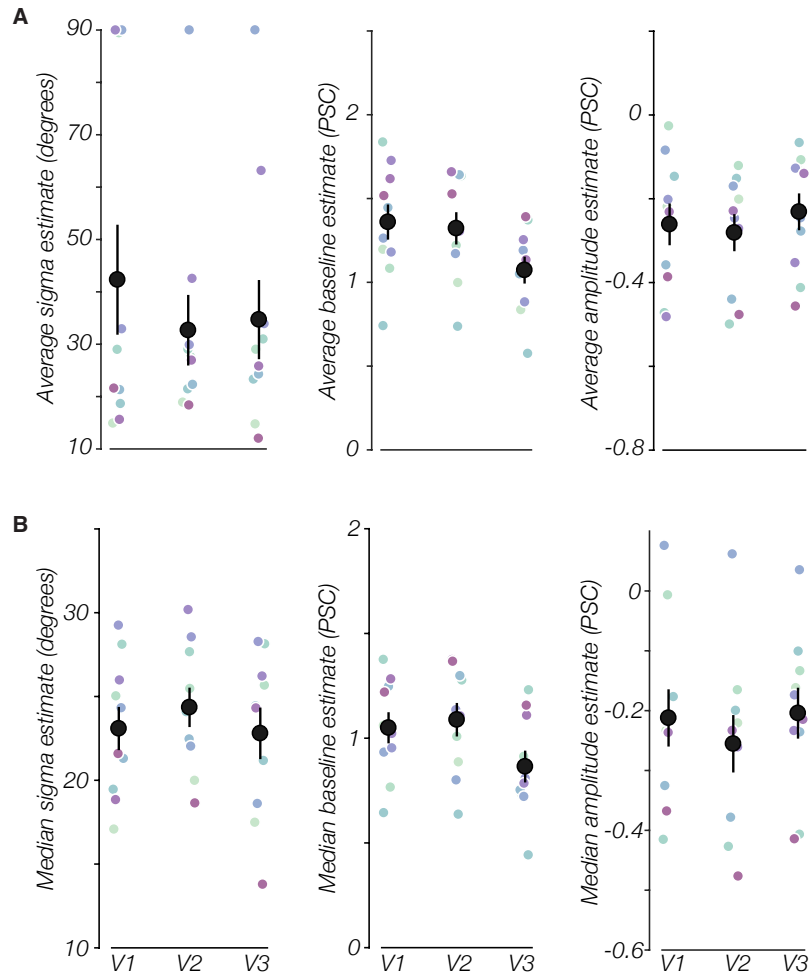 A
Average sigma estimate (degrees)
90
70
50
30
10
Average baseline estimate (PSC)
2
1
0
Average amplitude estimate (PSC)
0
-0.4
-0.8
B
Median sigma estimate (degrees)
30
20
10
V1 V2 V3
Median baseline estimate (PSC)
2
1
0
V1 V2 V3
Median amplitude estimate (PSC)
0
-0.2
-0.4
-0.6
V1 V2 V3